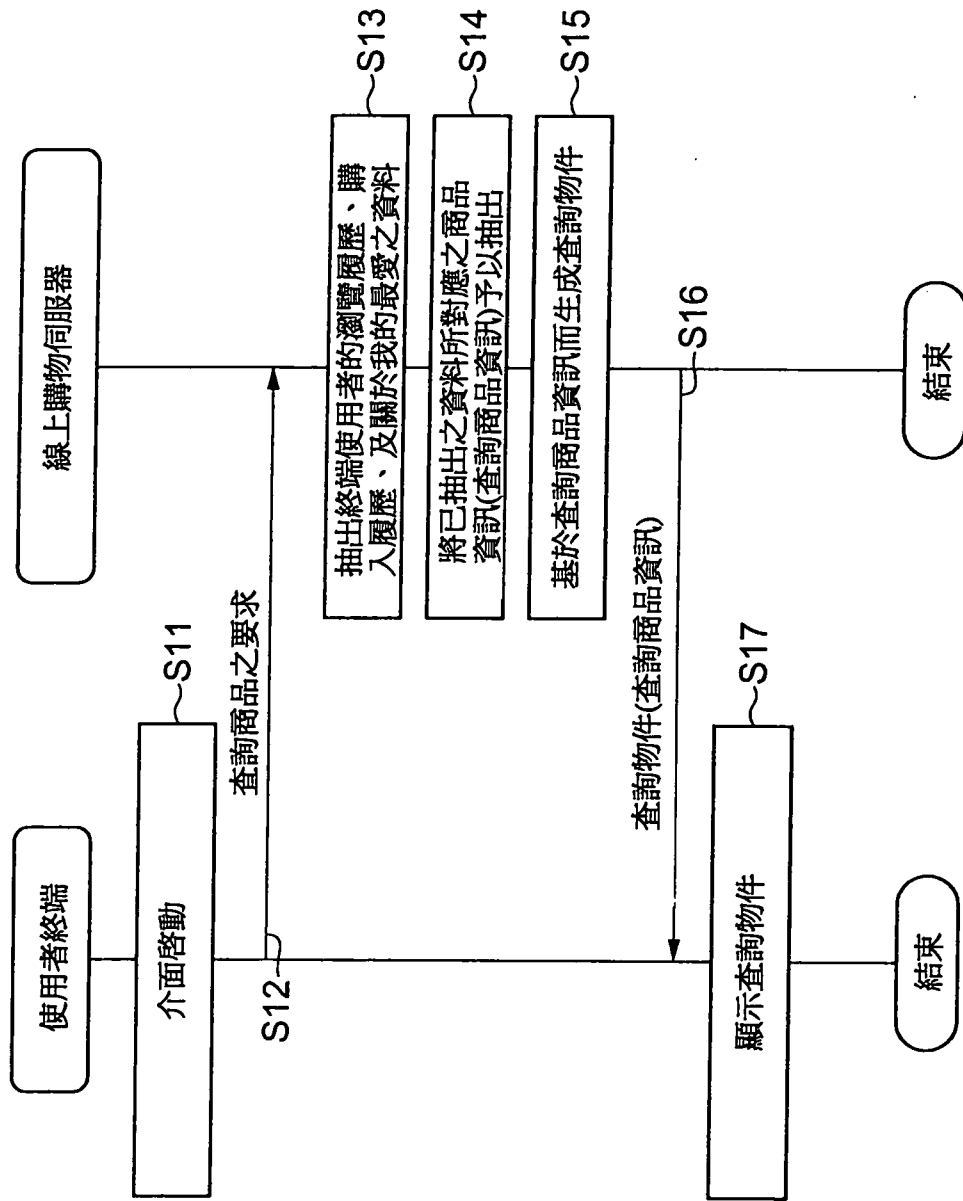 使用者終端
線上購物伺服器
介面啓動
S11
查詢商品之要求
S12
抽出終端使用者的瀏覽履歷、購
入履歷、及關於我的最愛之資料
S13
將已抽出之資料所對應之商品
資訊(查詢商品資訊)予以抽出
S14
基於查詢商品資訊而生成查詢物件
S15
查詢物件(查詢商品資訊)
S16
顯示查詢物件
S17
結束
結束